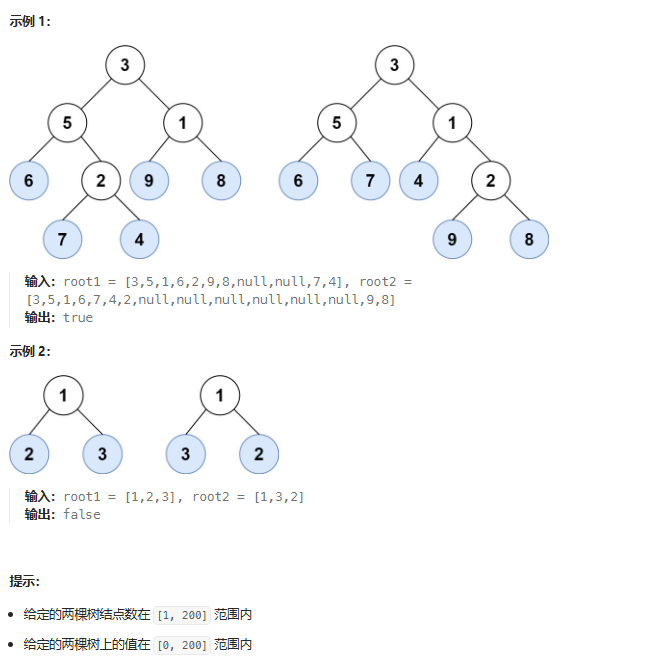 示例 1：
3 3
5 1 5 1
6 2 9 8 6 7 4 2
7 4 9 8
输入：root1 = [3,5,1,6,2,9,8,null,null,7,4], root2 =
[3,5,1,6,7,4,2,null,null,null,null,null,null,9,8]
输出：true
示例 2：
1 1
2 3 3 2
输入：root1 = [1,2,3], root2 = [1,3,2]
输出：false
提示：
给定的两棵树结点数在 [1, 200] 范围内
给定的两棵树上的值在 [0, 200] 范围内